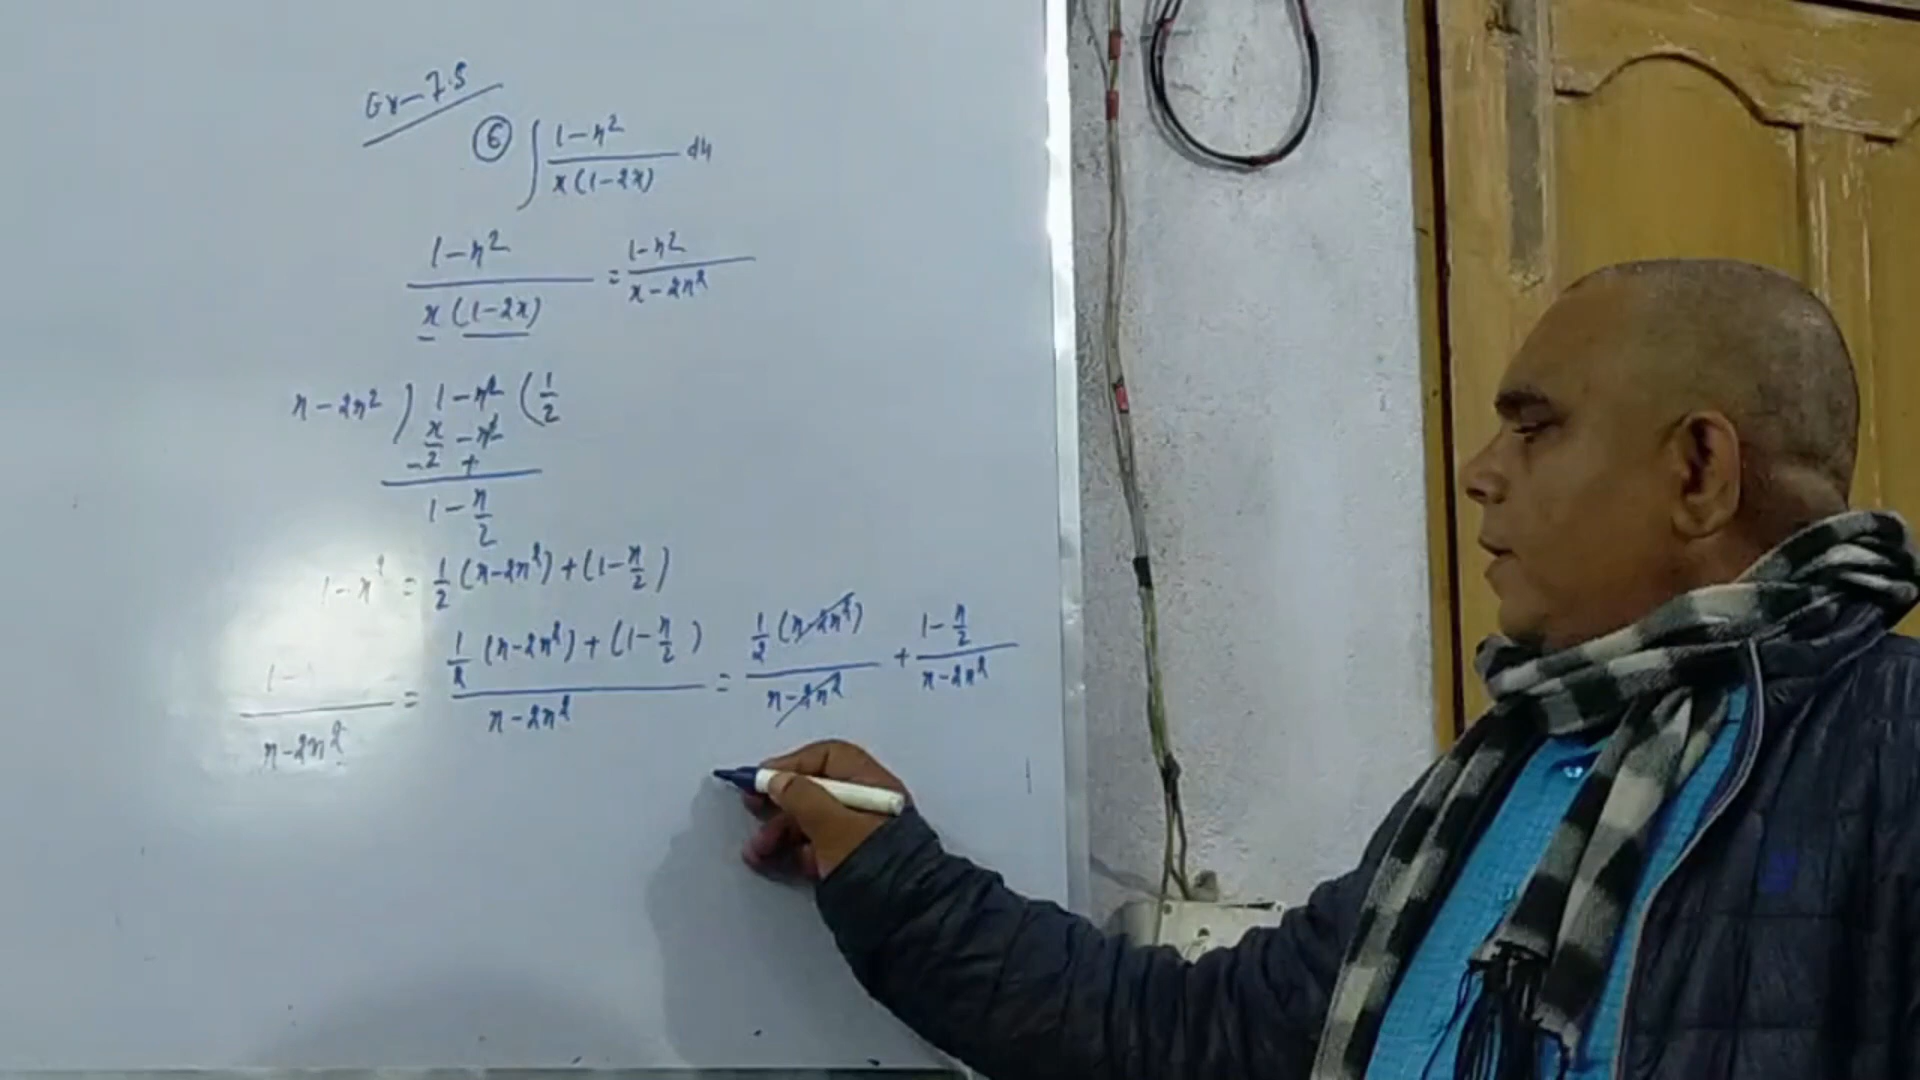 Ex-7.5
⑥ ∫ (1-x²)/(x(1-2x)) dx
(1-x²)/(x(1-2x)) = (1-x²)/(x-2x²)
x-2x² ) 1-x² ( 1/2
x/2 - x²
- +
1 - x/2
1-x² = 1/2 (x-2x²) + (1-x/2)
/(x-2x²) = (1/2 (x-2x²) + (1-x/2))/(x-2x²) = (1/2 (x-2x²))/(x-2x²) + (1-x/2)/(x-2x²)